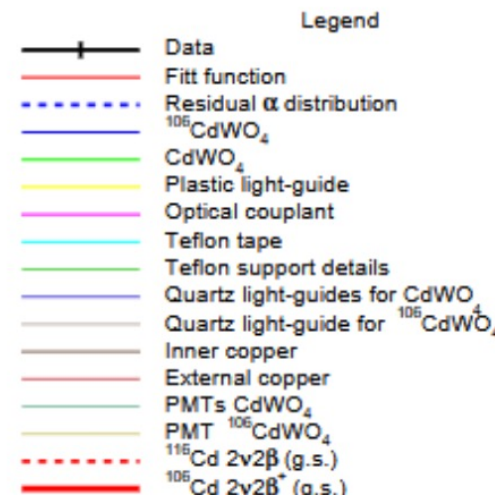 Legend
Data
Fitt function
Residual α distribution
¹⁰⁶CdWO₄
CdWO₄
Plastic light-guide
Optical couplant
Teflon tape
Teflon support details
Quartz light-guides for CdWO₄
Quartz light-guide for ¹⁰⁶CdWO₄
Inner copper
External copper
PMTs CdWO₄
PMT ¹⁰⁶CdWO₄
¹¹⁶Cd 2ν2β (g.s.)
¹⁰⁶Cd 2ν2β⁺ (g.s.)